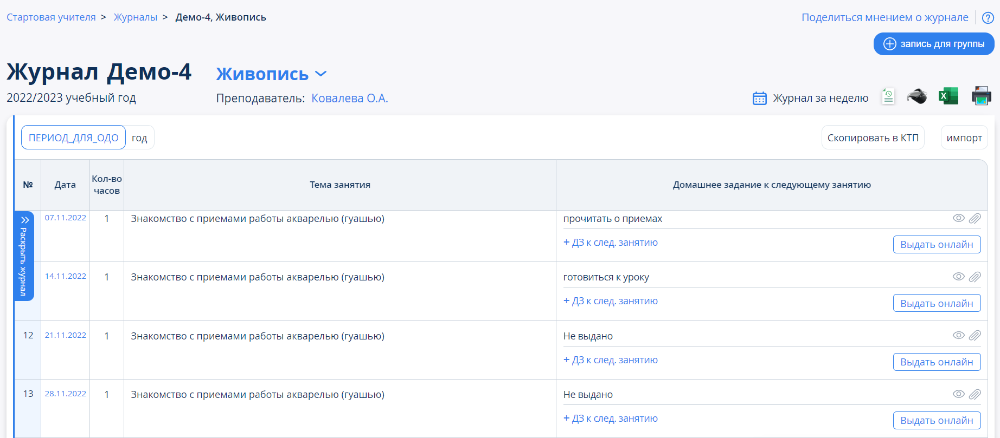 Стартовая учителя > Журналы > Демо-4, Живопись
Поделиться мнением о журнале
?
запись для группы
Журнал Демо-4
Живопись
2022/2023 учебный год
Преподаватель: Ковалева О.А.
Журнал за неделю
X
ПЕРИОД_ДЛЯ_ОДО
год
Скопировать в КТП
импорт
№
Дата
Кол-во
часов
Тема занятия
Домашнее задание к следующему занятию
Раскрыть журнал
07.11.2022
1
Знакомство с приемами работы акварелью (гуашью)
прочитать о приемах
+ ДЗ к след. занятию
Выдать онлайн
14.11.2022
1
Знакомство с приемами работы акварелью (гуашью)
готовиться к уроку
+ ДЗ к след. занятию
Выдать онлайн
12
21.11.2022
1
Знакомство с приемами работы акварелью (гуашью)
Не выдано
+ ДЗ к след. занятию
Выдать онлайн
13
28.11.2022
1
Знакомство с приемами работы акварелью (гуашью)
Не выдано
+ ДЗ к след. занятию
Выдать онлайн